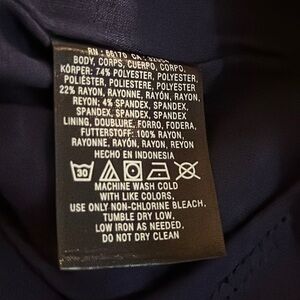 RN : 66170 CA :
BODY, CORPS, CUERPO, CORPO,
KÖRPER: 74% POLYESTER, POLYESTER,
POLIÉSTER, POLIESTERE, POLYESTER
22% RAYON, RAYONNE, RAYÓN, RAYON,
REYON: 4% SPANDEX, SPANDEX,
SPANDEX, SPANDEX, SPANDEX
LINING, DOUBLURE, FORRO, FODERA,
FUTTERSTOFF: 100% RAYON,
RAYONNE, RAYÓN, RAYON, REYON
HECHO EN INDONESIA
30
MACHINE WASH COLD
WITH LIKE COLORS,
USE ONLY NON-CHLORINE BLEACH.
TUMBLE DRY LOW,
LOW IRON AS NEEDED.
DO NOT DRY CLEAN